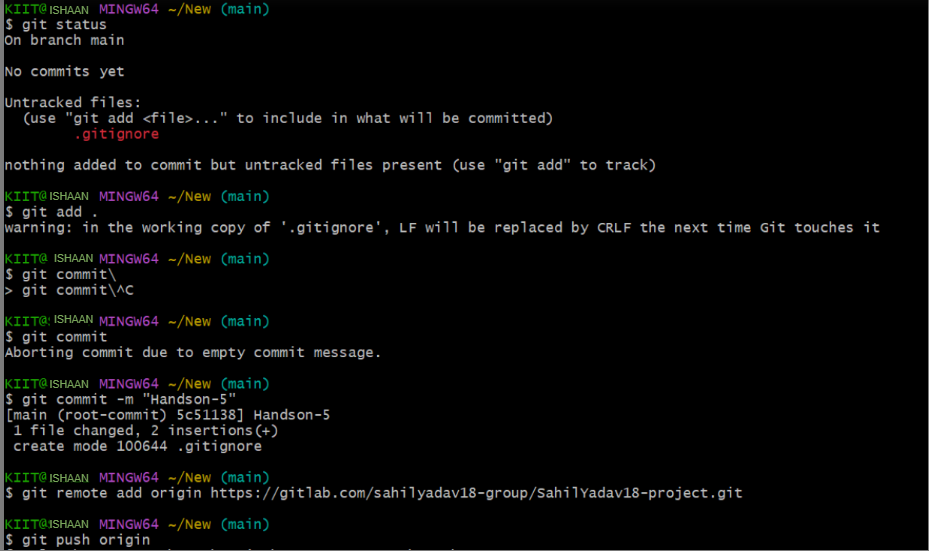 KIIT@ISHAAN MINGW64 ~/New (main)
$ git status
On branch main
No commits yet
Untracked files:
(use "git add <file>..." to include in what will be committed)
.gitignore
nothing added to commit but untracked files present (use "git add" to track)
KIIT@ISHAAN MINGW64 ~/New (main)
$ git add .
warning: in the working copy of '.gitignore', LF will be replaced by CRLF the next time Git touches it
KIIT@ ISHAAN MINGW64 ~/New (main)
$ git commit\
> git commit\^C
KIIT@: ISHAAN MINGW64 ~/New (main)
$ git commit
Aborting commit due to empty commit message.
KIIT@ISHAAN MINGW64 ~/New (main)
$ git commit -m "Handson-5"
[main (root-commit) 5c51138] Handson-5
1 file changed, 2 insertions(+)
create mode 100644 .gitignore
KIIT@ISHAAN MINGW64 ~/New (main)
$ git remote add origin https://gitlab.com/sahilyadav18-group/SahilYadav18-project.git
KIIT@ISHAAN MINGW64 ~/New (main)
$ git push origin